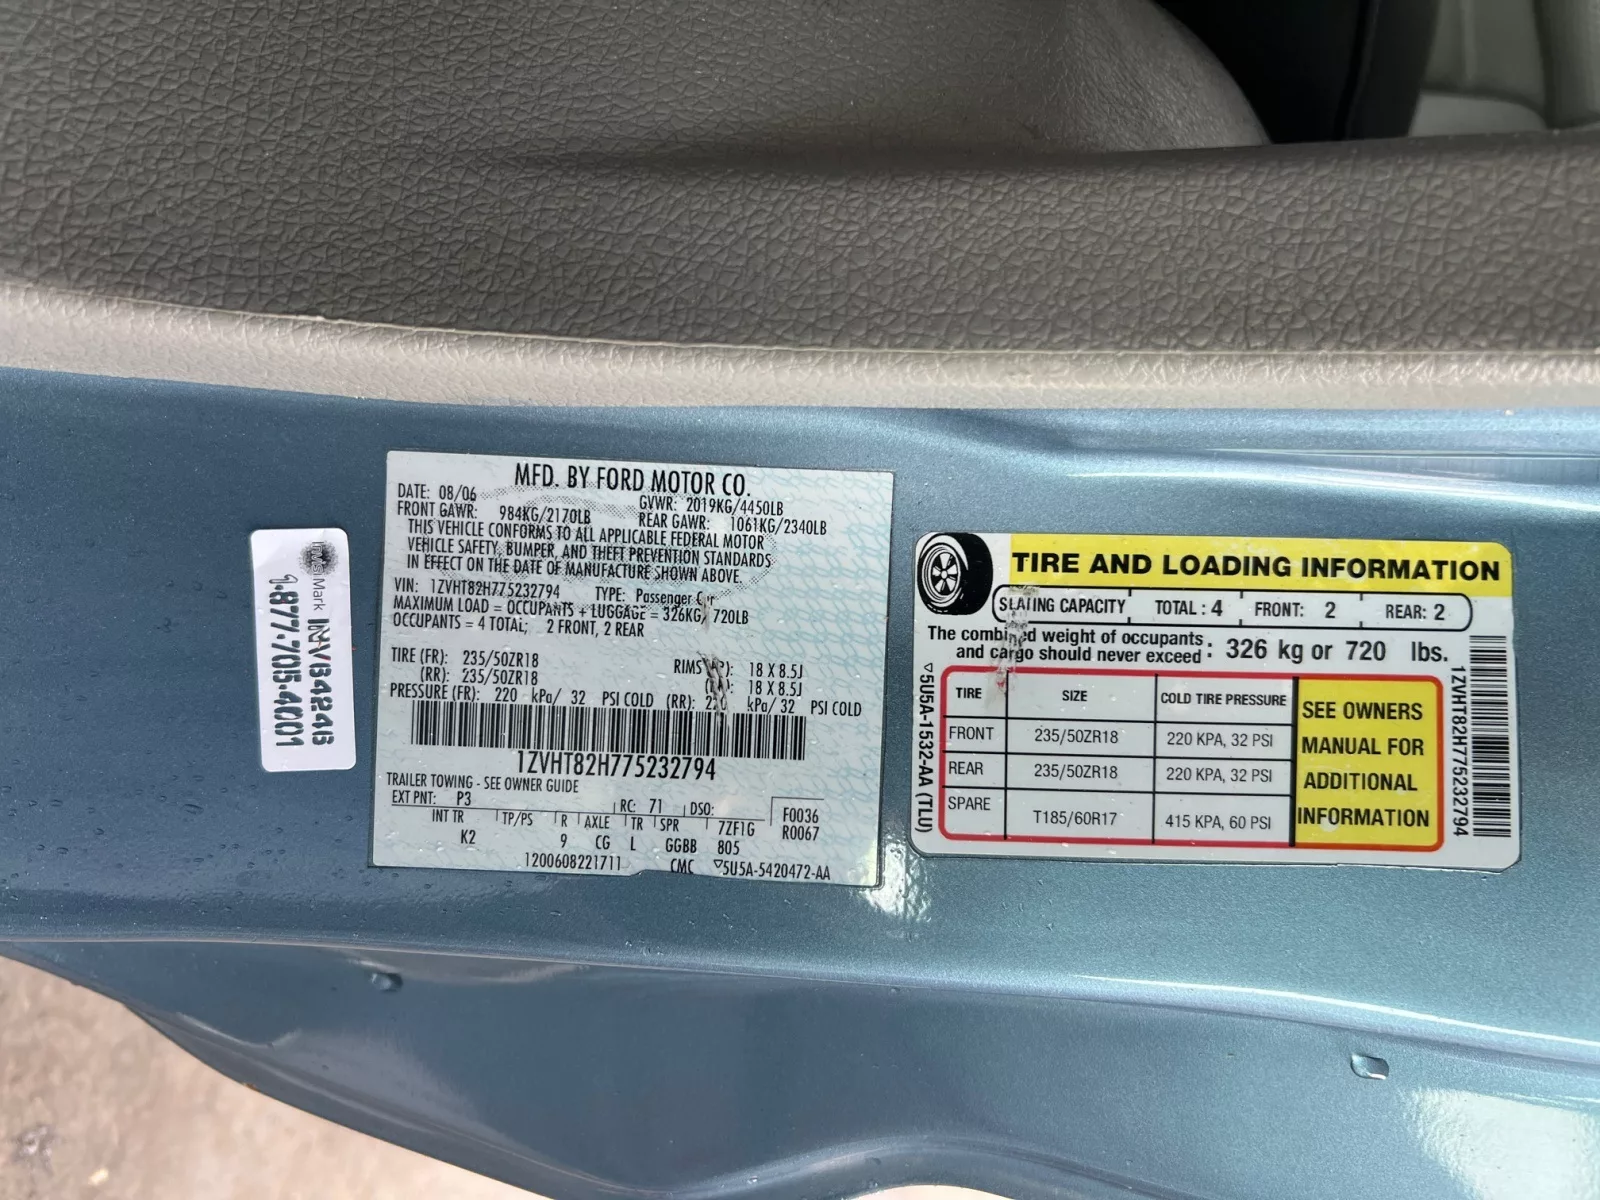 MFD. BY FORD MOTOR CO.
DATE: 08/06 GVWR: 2019KG/4450LB
FRONT GAWR: 984KG/2170LB REAR GAWR: 1061KG/2340LB
THIS VEHICLE CONFORMS TO ALL APPLICABLE FEDERAL MOTOR
VEHICLE SAFETY, BUMPER, AND THEFT PREVENTION STANDARDS
IN EFFECT ON THE DATE OF MANUFACTURE SHOWN ABOVE.
VIN: 1ZVHT82H775232794 TYPE: Passenger Car
MAXIMUM LOAD = OCCUPANTS + LUGGAGE = 326KG/ 720LB
OCCUPANTS = 4 TOTAL; 2 FRONT, 2 REAR
TIRE (FR): 235/50ZR18 RIMS 18 X 8.5J
(RR): 235/50ZR18 18 X 8.5J
PRESSURE (FR): 220 kPa/ 32 PSI COLD (RR): 220 kPa/ 32 PSI COLD
1ZVHT82H775232794
TRAILER TOWING - SEE OWNER GUIDE
EXT PNT: P3 RC: 71 DSO: F0036
INT TR TP/PS R AXLE TR SPR 7ZF1G R0067
K2 9 CG L GGBB 805
1200608221711 CMC ▽5U5A-5420472-AA
Mark
1.877.705.4001
TIRE AND LOADING INFORMATION
SEATING CAPACITY TOTAL: 4 FRONT: 2 REAR: 2
The combined weight of occupants
and cargo should never exceed : 326 kg or 720 lbs.
TIRE SIZE COLD TIRE PRESSURE
FRONT 235/50ZR18 220 KPA, 32 PSI
REAR 235/50ZR18 220 KPA, 32 PSI
SPARE T185/60R17 415 KPA, 60 PSI
SEE OWNERS
MANUAL FOR
ADDITIONAL
INFORMATION
▽5U5A-1532-AA (TLU)
1ZVHT82H775232794